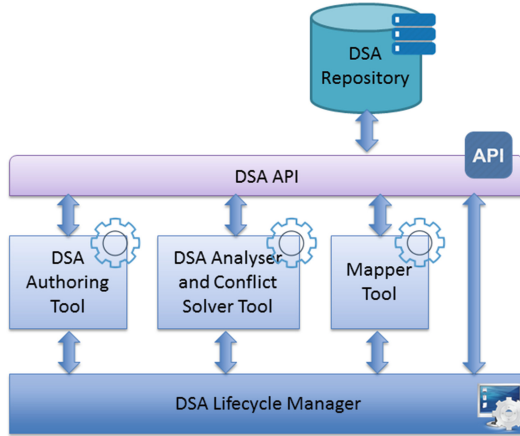 DSA
Repository
API
DSA API
DSA
Authoring
Tool
DSA Analyser
and Conflict
Solver Tool
Mapper
Tool
DSA Lifecycle Manager